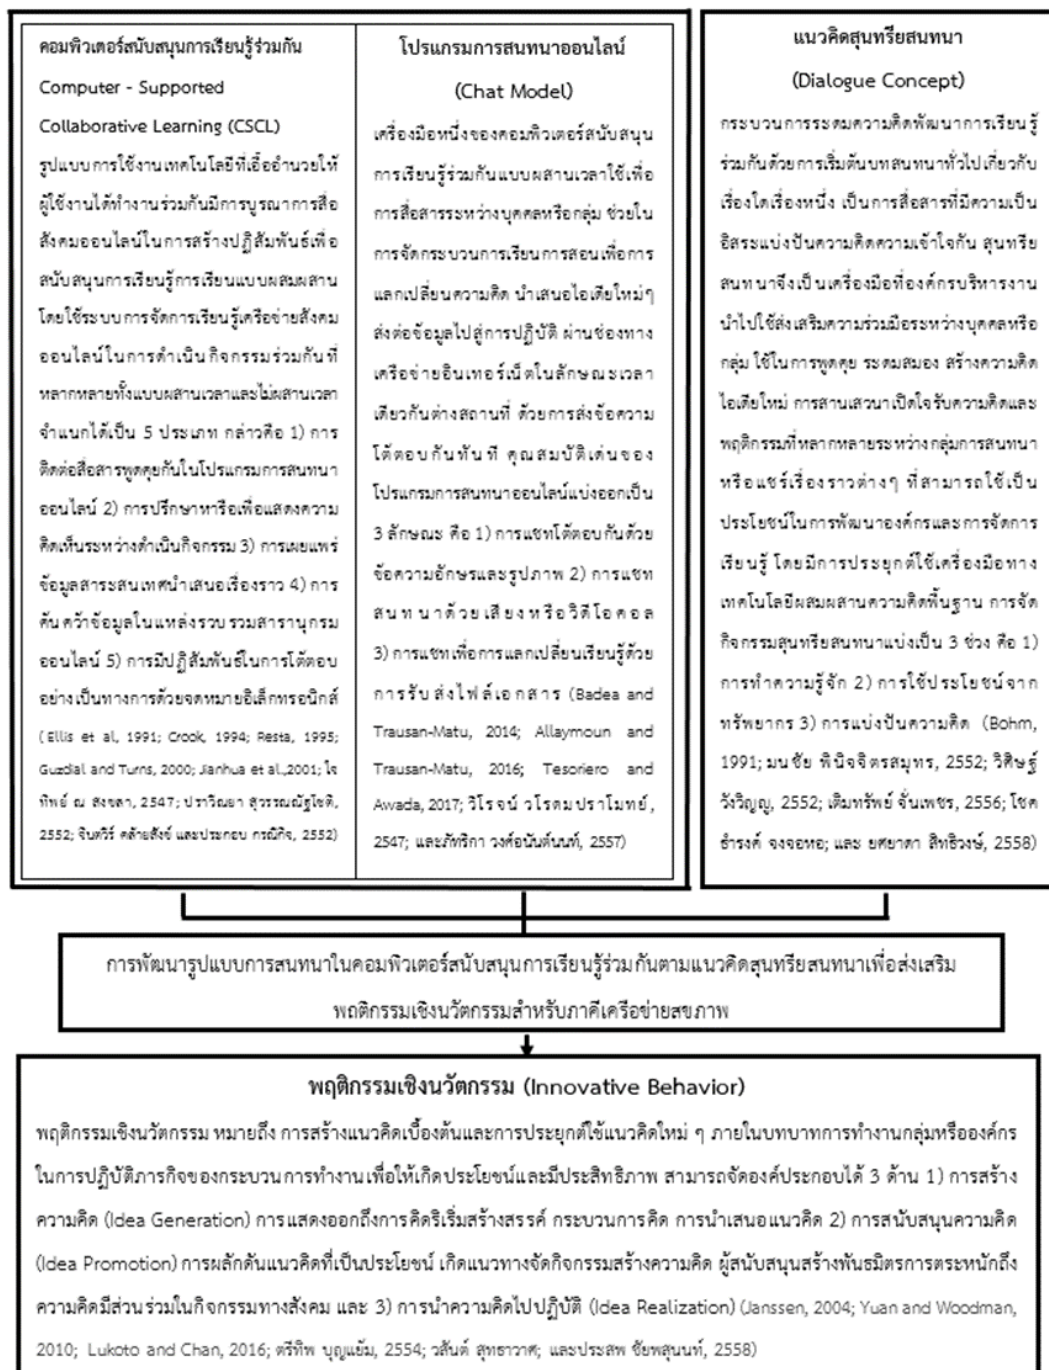 คอมพิวเตอร์สนับสนุนการเรียนรู้ร่วมกัน
Computer - Supported
Collaborative Learning (CSCL)
รูปแบบการใช้งานเทคโนโลยีที่เอื้ออำนวยให้
ผู้ใช้งานได้ทำงานร่วมกันมีการบูรณาการสื่อ
สังคมออนไลน์ในการสร้างปฏิสัมพันธ์เพื่อ
สนับสนุนการเรียนรู้การเรียนแบบผสมผสาน
โดยใช้ระบบการจัดการเรียนรู้เครือข่ายสังคม
ออนไลน์ในการดำเนินกิจกรรมร่วมกันที่
หลากหลายทั้งแบบผสานเวลาและไม่ผสานเวลา
จำแนกได้เป็น 5 ประเภท กล่าวคือ 1) การ
ติดต่อสื่อสารพูดคุยกันในโปรแกรมการสนทนา
ออนไลน์ 2) การปรึกษาหารือเพื่อแสดงความ
คิดเห็นระหว่างดำเนินกิจกรรม 3) การเผยแพร่
ข้อมูลสาระสนเทศนำเสนอเรื่องราว 4) การ
ค้นคว้าข้อมูลในแหล่งรวบรวมสารานุกรม
ออนไลน์ 5) การมีปฏิสัมพันธ์ในการโต้ตอบ
อย่างเป็นทางการด้วยจดหมายอิเล็กทรอนิกส์
(Ellis et al, 1991; Crook, 1994; Resta, 1995;
Guzdial and Turns, 2000; Jianhua et al.,2001; ใจ
ทิพย์ ณ สงขลา, 2547; ปราวีณยา สุวรรณณัฐโชติ,
2552; จินตวีร์ คล้ายสังข์ และประกอบ กรณีกิจ, 2552)
โปรแกรมการสนทนาออนไลน์
(Chat Model)
เครื่องมือหนึ่งของคอมพิวเตอร์สนับสนุน
การเรียนรู้ร่วมกันแบบผสานเวลาใช้เพื่อ
การสื่อสารระหว่างบุคคลหรือกลุ่ม ช่วยใน
การจัดกระบวนการเรียนการสอนเพื่อการ
แลกเปลี่ยนความคิด นำเสนอไอเดียใหม่ๆ
ส่งต่อข้อมูลไปสู่การปฏิบัติ ผ่านช่องทาง
เครือข่ายอินเทอร์เน็ตในลักษณะเวลา
เดียวกันต่างสถานที่ ด้วยการส่งข้อความ
โต้ตอบกันทันที คุณสมบัติเด่นของ
โปรแกรมการสนทนาออนไลน์แบ่งออกเป็น
3 ลักษณะ คือ 1) การแชทโต้ตอบกันด้วย
ข้อความอักษรและรูปภาพ 2) การแชท
สนทนาด้วยเสียงหรือวิดีโอคอล
3) การแชทเพื่อการแลกเปลี่ยนเรียนรู้ด้วย
การรับส่งไฟล์เอกสาร (Badea and
Trausan-Matu, 2014; Allaymoun and
Trausan-Matu, 2016; Tesoriero and
Awada, 2017; วิโรจน์ วโรดมปราโมทย์,
2547; และภัทริกา วงศ์อนันต์นนท์, 2557)
แนวคิดสุนทรียสนทนา
(Dialogue Concept)
กระบวนการระดมความคิดพัฒนาการเรียนรู้
ร่วมกันด้วยการเริ่มต้นบทสนทนาทั่วไปเกี่ยวกับ
เรื่องใดเรื่องหนึ่ง เป็นการสื่อสารที่มีความเป็น
อิสระแบ่งปันความคิดความเข้าใจกัน สุนทรีย
สนทนาจึงเป็นเครื่องมือที่องค์กรบริหารงาน
นำไปใช้ส่งเสริมความร่วมมือระหว่างบุคคลหรือ
กลุ่ม ใช้ในการพูดคุย ระดมสมอง สร้างความคิด
ไอเดียใหม่ การสานเสวนาเปิดใจรับความคิดและ
พฤติกรรมที่หลากหลายระหว่างกลุ่มการสนทนา
หรือแชร์เรื่องราวต่างๆ ที่สามารถใช้เป็น
ประโยชน์ในการพัฒนาองค์กรและการจัดการ
เรียนรู้ โดยมีการประยุกต์ใช้เครื่องมือทาง
เทคโนโลยีผสมผสานความคิดพื้นฐาน การจัด
กิจกรรมสุนทรียสนทนาแบ่งเป็น 3 ช่วง คือ 1)
การทำความรู้จัก 2) การใช้ประโยชน์จาก
ทรัพยากร 3) การแบ่งปันความคิด (Bohm,
1991; มนชัย พินิจจิตรสมุทร, 2552; วิศิษฐ์
วังวิญญู, 2552; เติมทรัพย์ จั่นเพชร, 2556; โชค
ธำรงค์ จงจอหอ; และ ยศยาดา สิทธิวงษ์, 2558)
การพัฒนารูปแบบการสนทนาในคอมพิวเตอร์สนับสนุนการเรียนรู้ร่วมกันตามแนวคิดสุนทรียสนทนาเพื่อส่งเสริม
พฤติกรรมเชิงนวัตกรรมสำหรับภาคีเครือข่ายสุขภาพ
พฤติกรรมเชิงนวัตกรรม (Innovative Behavior)
พฤติกรรมเชิงนวัตกรรม หมายถึง การสร้างแนวคิดเบื้องต้นและการประยุกต์ใช้แนวคิดใหม่ ๆ ภายในบทบาทการทำงานกลุ่มหรือองค์กร
ในการปฏิบัติภารกิจของกระบวนการทำงานเพื่อให้เกิดประโยชน์และมีประสิทธิภาพ สามารถจัดองค์ประกอบได้ 3 ด้าน 1) การสร้าง
ความคิด (Idea Generation) การแสดงออกถึงการคิดริเริ่มสร้างสรรค์ กระบวนการคิด การนำเสนอแนวคิด 2) การสนับสนุนความคิด
(Idea Promotion) การผลักดันแนวคิดที่เป็นประโยชน์ เกิดแนวทางจัดกิจกรรมสร้างความคิด ผู้สนับสนุนสร้างพันธมิตรการตระหนักถึง
ความคิดมีส่วนร่วมในกิจกรรมทางสังคม และ 3) การนำความคิดไปปฏิบัติ (Idea Realization) (Janssen, 2004; Yuan and Woodman,
2010; Lukoto and Chan, 2016; ตรีทิพ บุญแย้ม, 2554; วสันต์ สุทธาวาศ; และประสพ ชัยพสุนนท์, 2558)